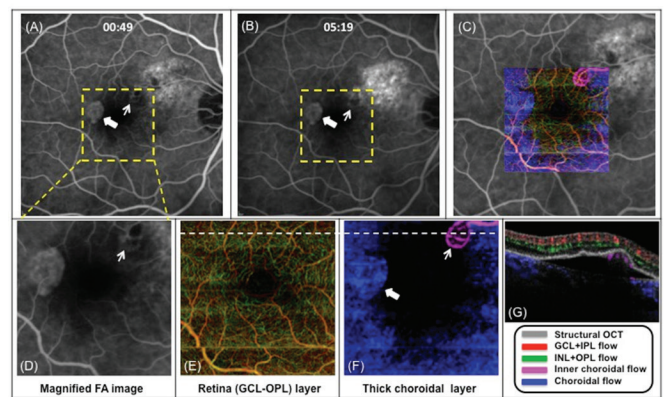 (A)
00:49
(B)
05:19
(C)
(D)
(E)
(F)
(G)
Structural OCT
GCL+IPL flow
INL+OPL flow
Inner choroidal flow
Choroidal flow
Magnified FA image
Retina (GCL-OPL) layer
Thick choroidal layer